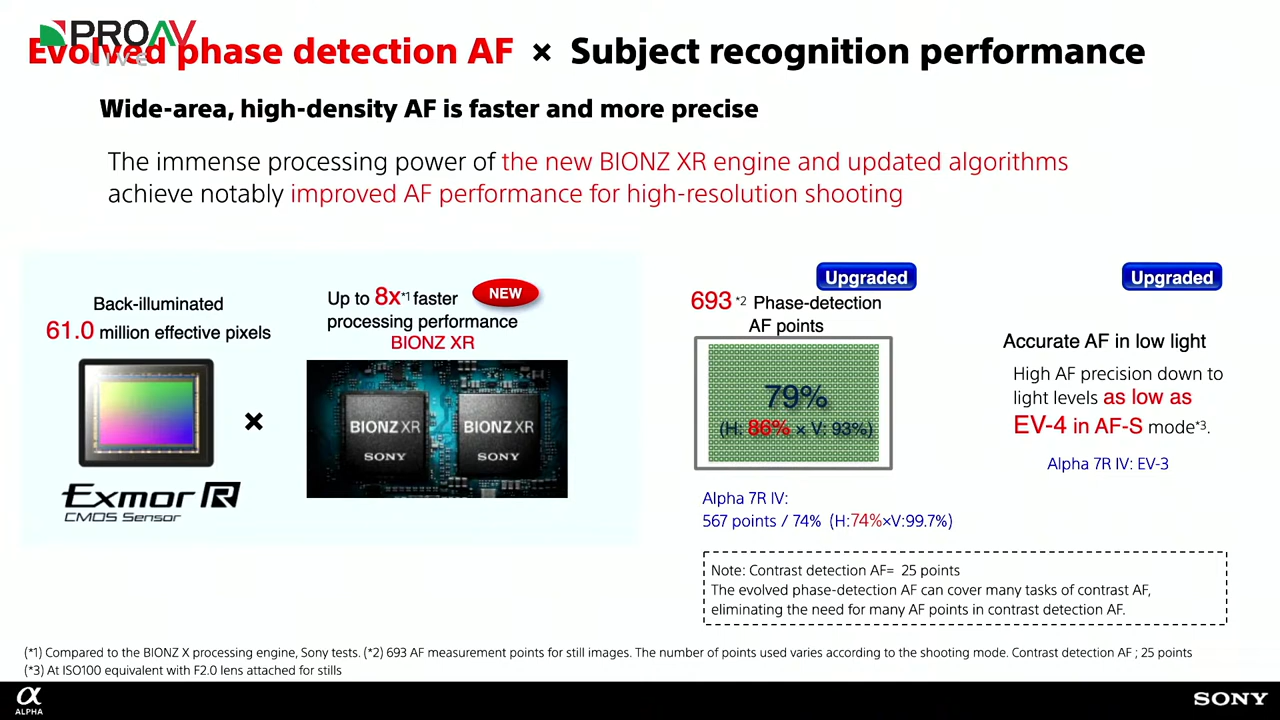 PROAV
LIVE
Evolved phase detection AF × Subject recognition performance
Wide-area, high-density AF is faster and more precise
The immense processing power of the new BIONZ XR engine and updated algorithms
achieve notably improved AF performance for high-resolution shooting
Back-illuminated
61.0 million effective pixels
Exmor R
CMOS Sensor
×
Up to 8x*1 faster
NEW
processing performance
BIONZ XR
BIONZ XR
SONY
BIONZ XR
SONY
Upgraded
693*2 Phase-detection
AF points
79%
(H: 86% × V: 93%)
Alpha 7R IV:
567 points / 74% (H:74%×V:99.7%)
Upgraded
Accurate AF in low light
High AF precision down to
light levels as low as
EV-4 in AF-S mode*3.
Alpha 7R IV: EV-3
Note: Contrast detection AF= 25 points
The evolved phase-detection AF can cover many tasks of contrast AF,
eliminating the need for many AF points in contrast detection AF.
(*1) Compared to the BIONZ X processing engine, Sony tests. (*2) 693 AF measurement points for still images. The number of points used varies according to the shooting mode. Contrast detection AF ; 25 points
(*3) At ISO100 equivalent with F2.0 lens attached for stills
α
ALPHA
SONY